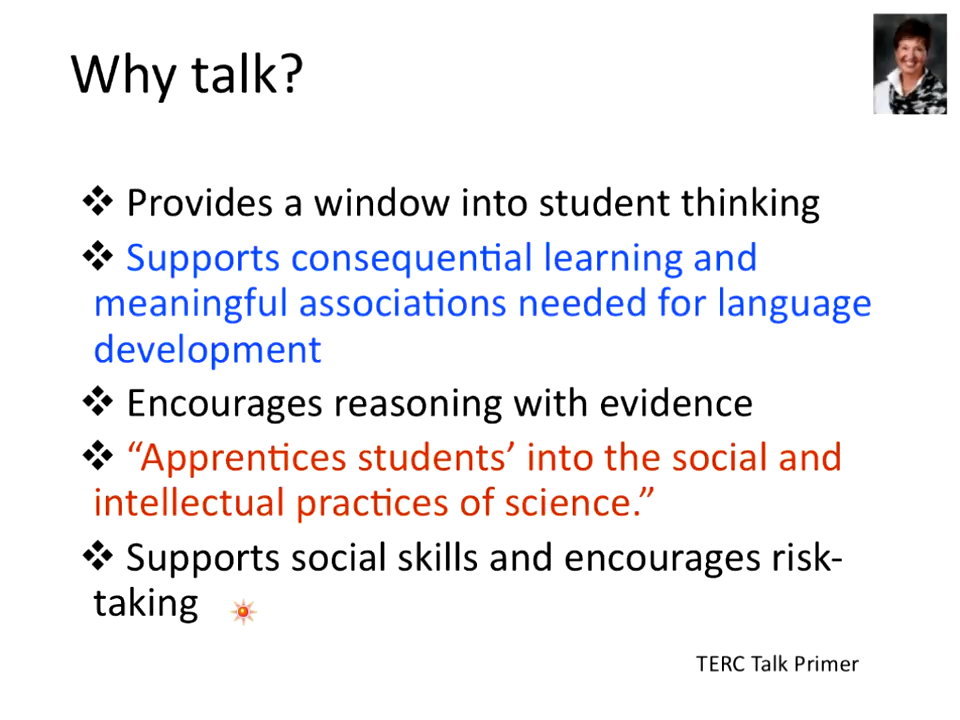 Why talk?
❖ Provides a window into student thinking
❖ Supports consequential learning and
meaningful associations needed for language
development
❖ Encourages reasoning with evidence
❖ “Apprentices students’ into the social and
intellectual practices of science.”
❖ Supports social skills and encourages risk-
taking
TERC Talk Primer